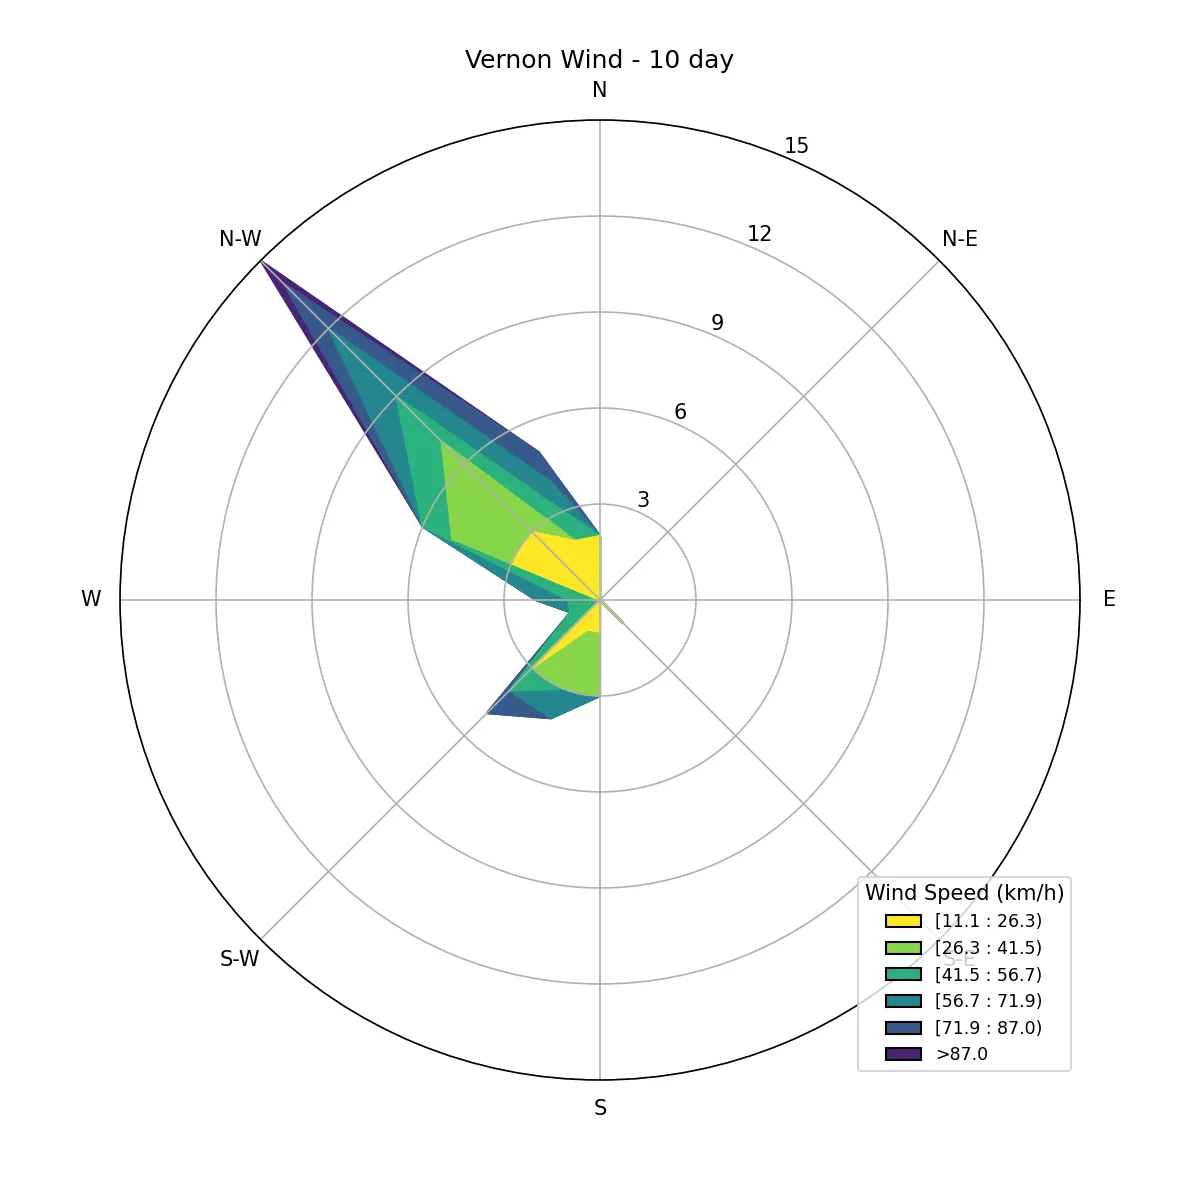 Vernon Wind - 10 day
N
15
N-W
N-E
12
9
6
3
W
E
S-W
S-E
Wind Speed (km/h)
[11.1 : 26.3)
[26.3 : 41.5)
[41.5 : 56.7)
[56.7 : 71.9)
[71.9 : 87.0)
>87.0
S